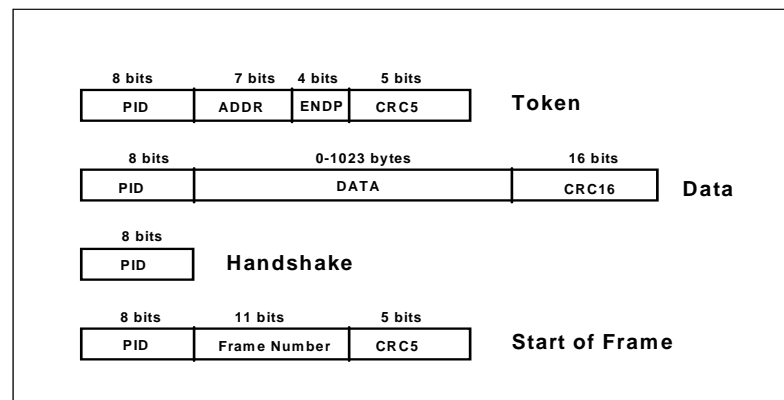 8 bits 7 bits 4 bits 5 bits
PID ADDR ENDP CRC5 Token
8 bits 0-1023 bytes 16 bits
PID DATA CRC16 Data
8 bits
PID Handshake
8 bits 11 bits 5 bits
PID Frame Number CRC5 Start of Frame